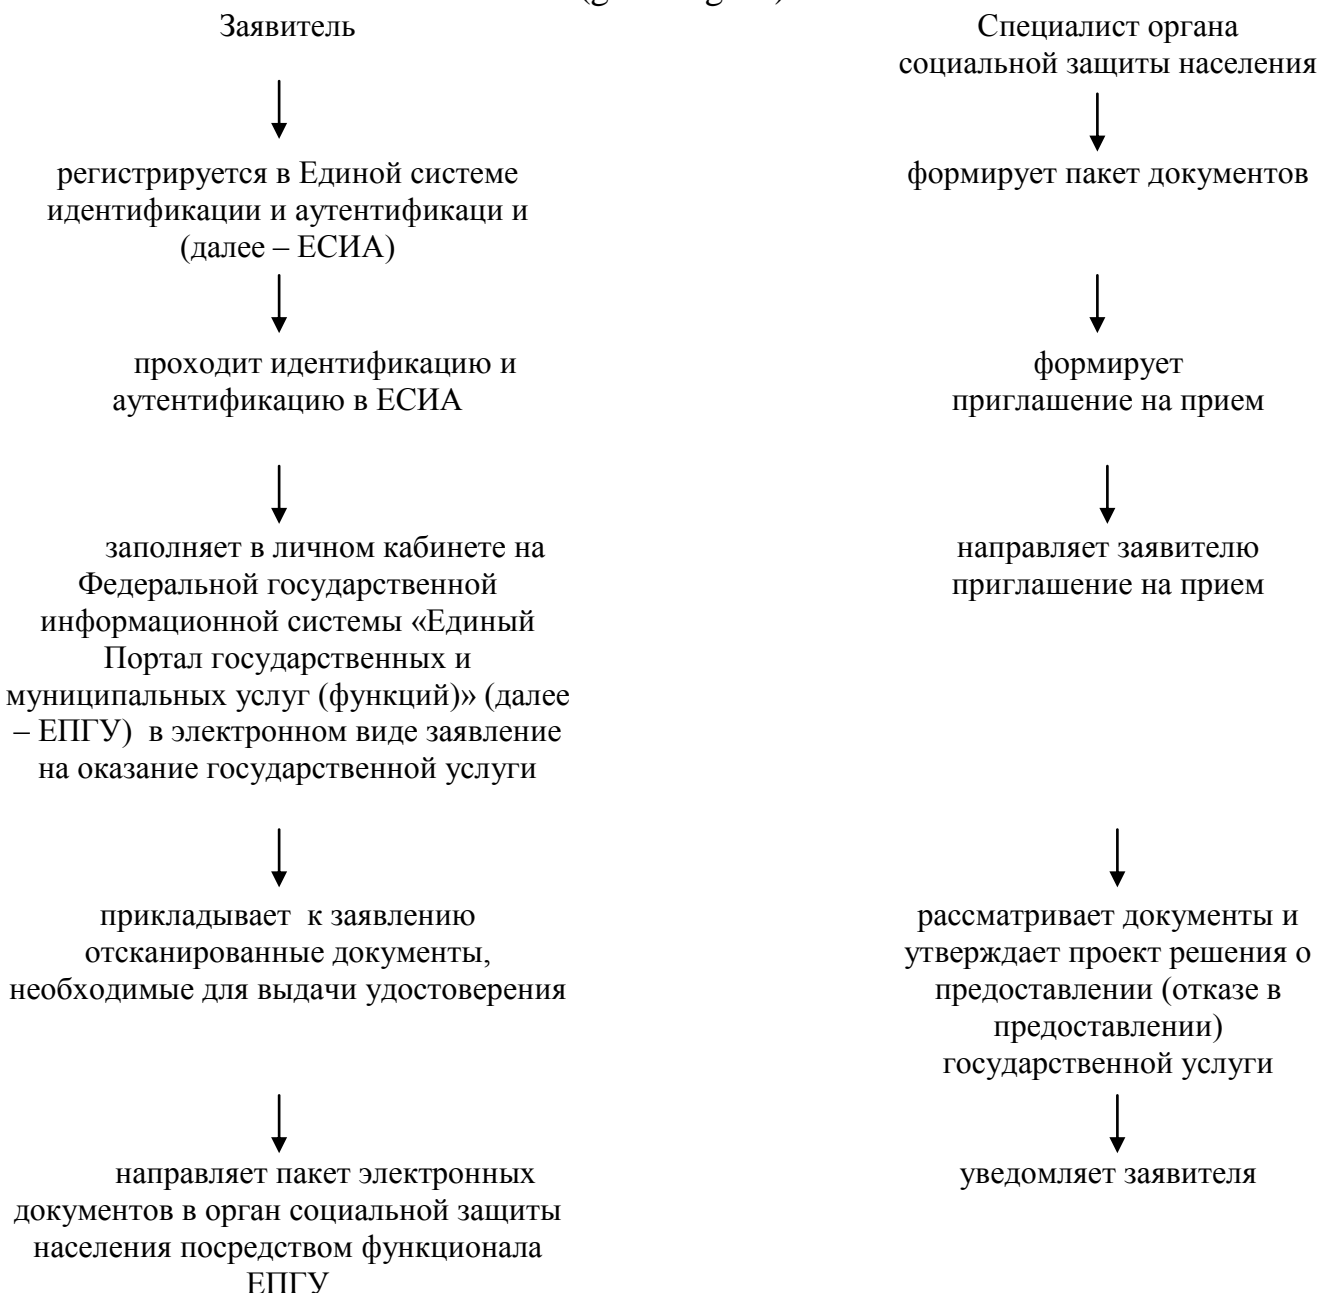 Заявитель
регистрируется в Единой системе
идентификации и аутентификаци и
(далее – ЕСИА)
проходит идентификацию и
аутентификацию в ЕСИА
заполняет в личном кабинете на
Федеральной государственной
информационной системы «Единый
Портал государственных и
муниципальных услуг (функций)» (далее
– ЕПГУ) в электронном виде заявление
на оказание государственной услуги
прикладывает к заявлению
отсканированные документы,
необходимые для выдачи удостоверения
направляет пакет электронных
документов в орган социальной защиты
населения посредством функционала
ЕПГУ
Специалист органа
социальной защиты населения
формирует пакет документов
формирует
приглашение на прием
направляет заявителю
приглашение на прием
рассматривает документы и
утверждает проект решения о
предоставлении (отказе в
предоставлении)
государственной услуги
уведомляет заявителя